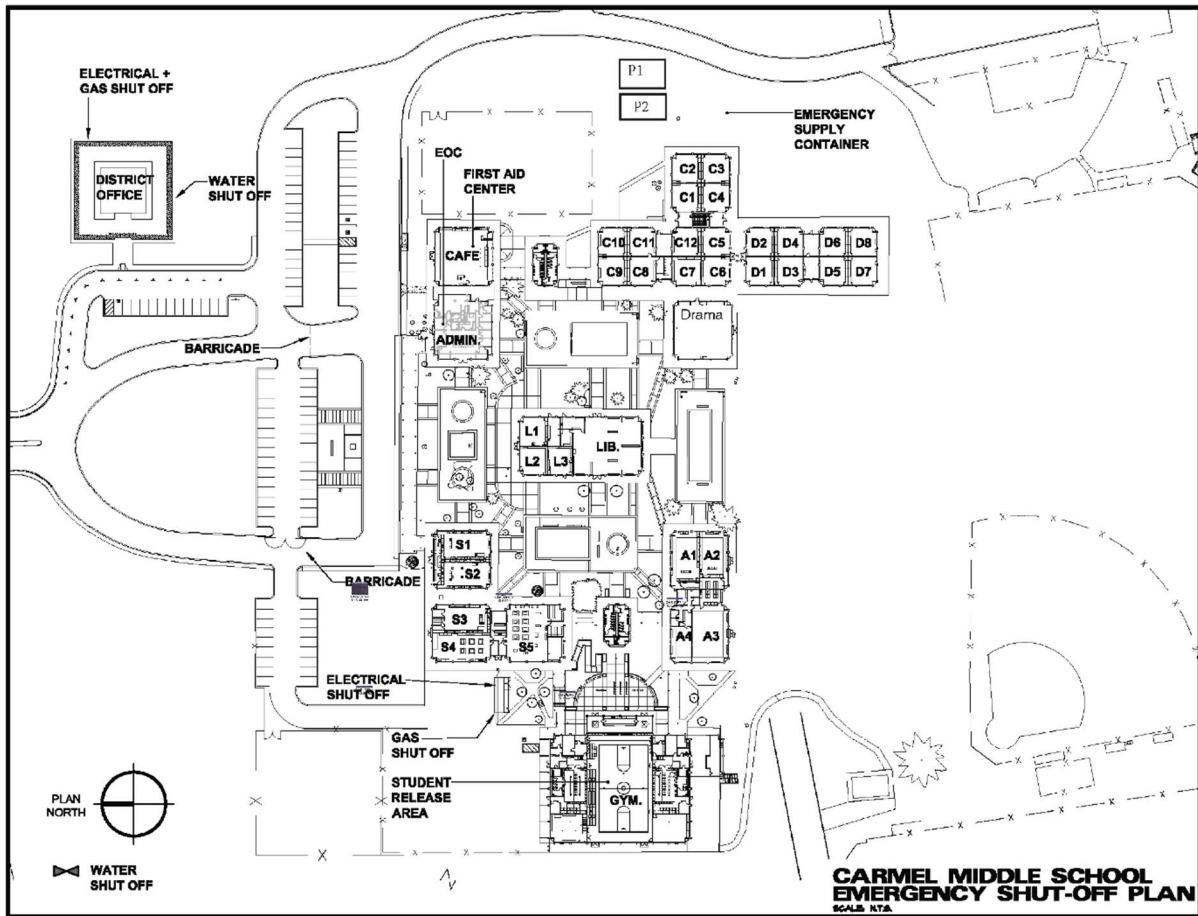 P1
P2
ELECTRICAL +
GAS SHUT OFF
EMERGENCY
SUPPLY
CONTAINER
EOC
FIRST AID
CENTER
DISTRICT
OFFICE
WATER
SHUT OFF
C2 C3
C1 C4
CAFE
C10 C11 C12 C5 D2 D4 D6 D8
C9 C8 C7 C6 D1 D3 D5 D7
Drama
ADMIN.
BARRICADE
L1
LIB.
L2 L3
S1
A1 A2
S2
BARRICADE
S3
S4 S5
A4 A3
ELECTRICAL
SHUT OFF
GAS
SHUT OFF
STUDENT
RELEASE
AREA
GYM.
PLAN
NORTH
WATER
SHUT OFF
CARMEL MIDDLE SCHOOL
EMERGENCY SHUT-OFF PLAN
SCALE: N.T.S.